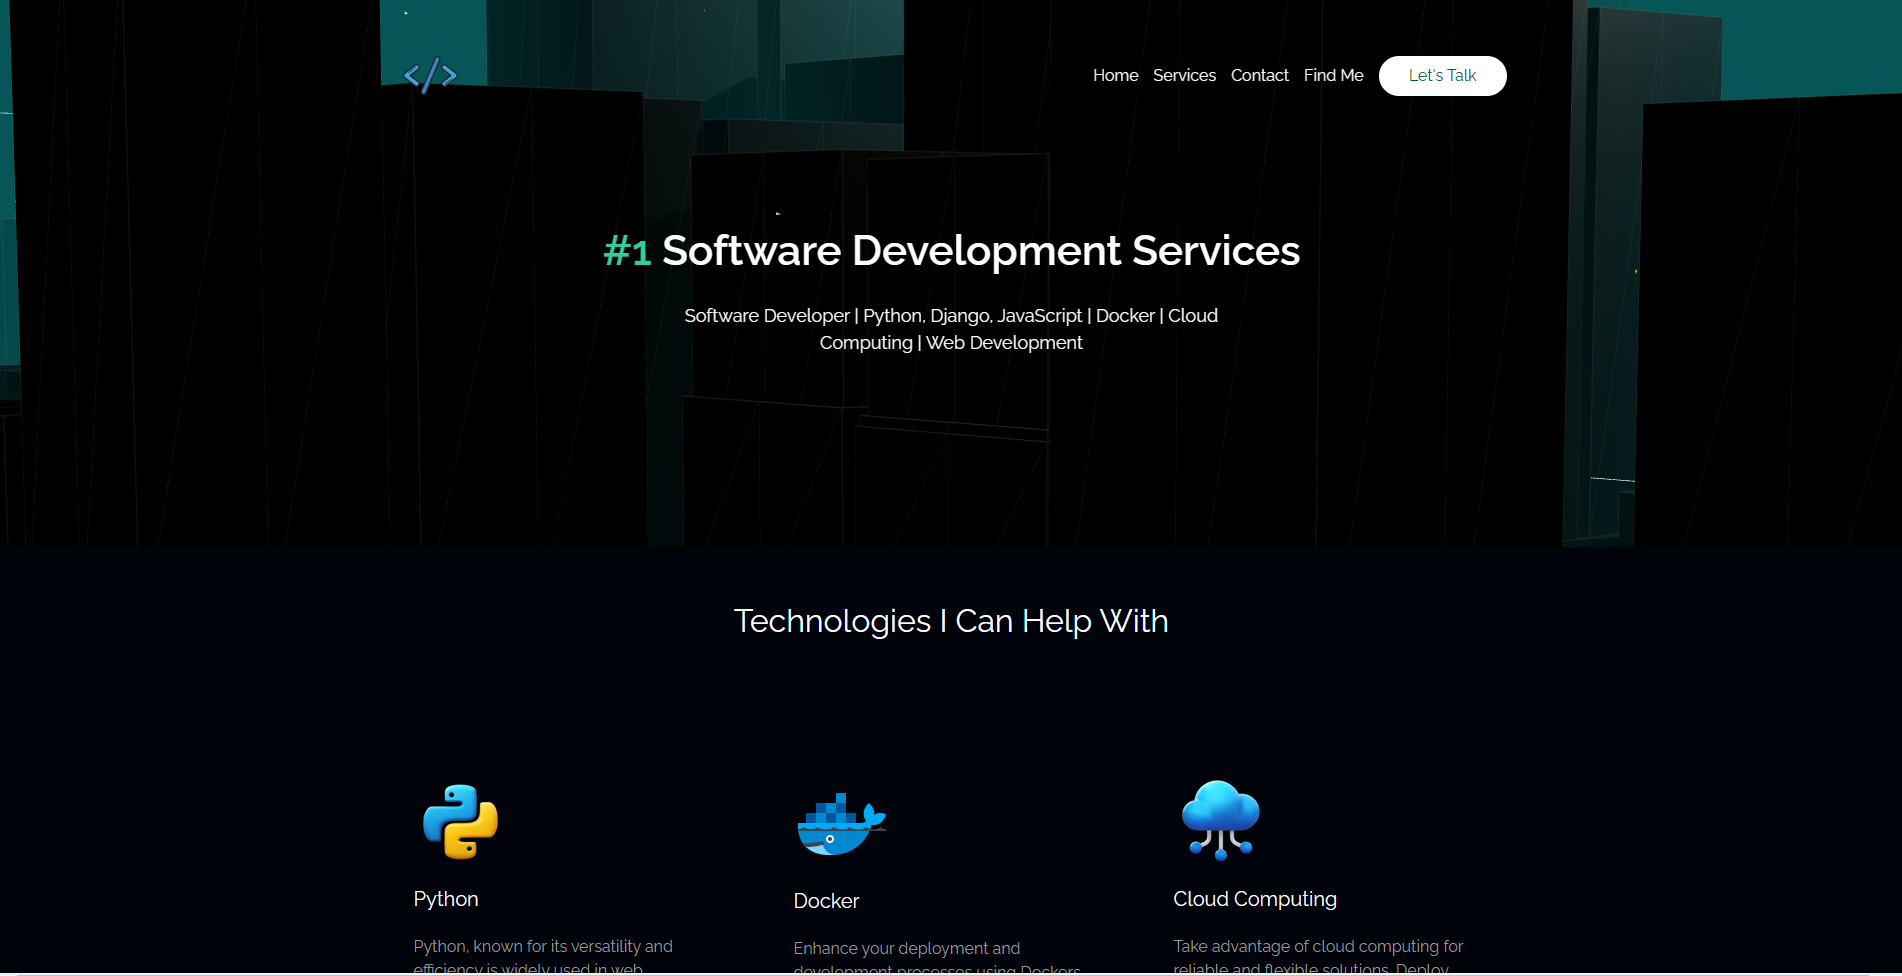 </>
Home Services Contact Find Me Let's Talk
#1 Software Development Services
Software Developer | Python, Django, JavaScript | Docker | Cloud
Computing | Web Development
Technologies I Can Help With
Python
Docker
Cloud Computing
Python, known for its versatility and
efficiency is widely used in web
Enhance your deployment and
development processes using Dockers
Take advantage of cloud computing for
reliable and flexible solutions. Deploy